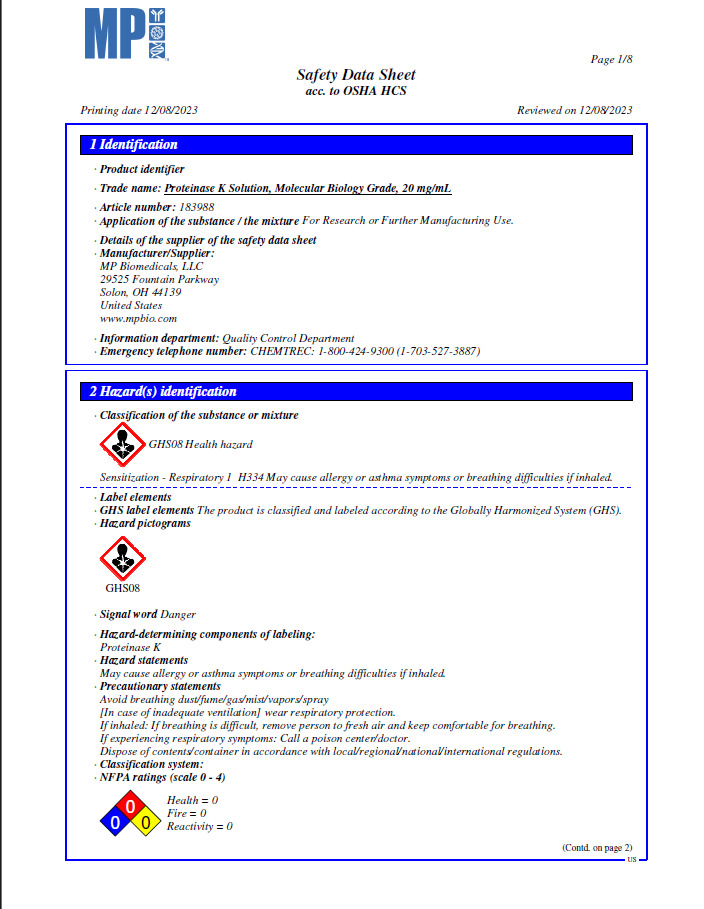 MP
Page 1/8
Safety Data Sheet
acc. to OSHA HCS
Printing date 12/08/2023 Reviewed on 12/08/2023
1 Identification
· Product identifier
· Trade name: Proteinase K Solution, Molecular Biology Grade, 20 mg/mL
· Article number: 183988
· Application of the substance / the mixture For Research or Further Manufacturing Use.
· Details of the supplier of the safety data sheet
· Manufacturer/Supplier:
MP Biomedicals, LLC
29525 Fountain Parkway
Solon, OH 44139
United States
www.mpbio.com
· Information department: Quality Control Department
· Emergency telephone number: CHEMTREC: 1-800-424-9300 (1-703-527-3887)
2 Hazard(s) identification
· Classification of the substance or mixture
GHS08 Health hazard
Sensitization - Respiratory 1 H334 May cause allergy or asthma symptoms or breathing difficulties if inhaled.
· Label elements
· GHS label elements The product is classified and labeled according to the Globally Harmonized System (GHS).
· Hazard pictograms
GHS08
· Signal word Danger
· Hazard-determining components of labeling:
Proteinase K
· Hazard statements
May cause allergy or asthma symptoms or breathing difficulties if inhaled.
· Precautionary statements
Avoid breathing dust/fume/gas/mist/vapors/spray
[In case of inadequate ventilation] wear respiratory protection.
If inhaled: If breathing is difficult, remove person to fresh air and keep comfortable for breathing.
If experiencing respiratory symptoms: Call a poison center/doctor.
Dispose of contents/container in accordance with local/regional/national/international regulations.
· Classification system:
· NFPA ratings (scale 0 - 4)
0
0 0
Health = 0
Fire = 0
Reactivity = 0
(Contd. on page 2)
US